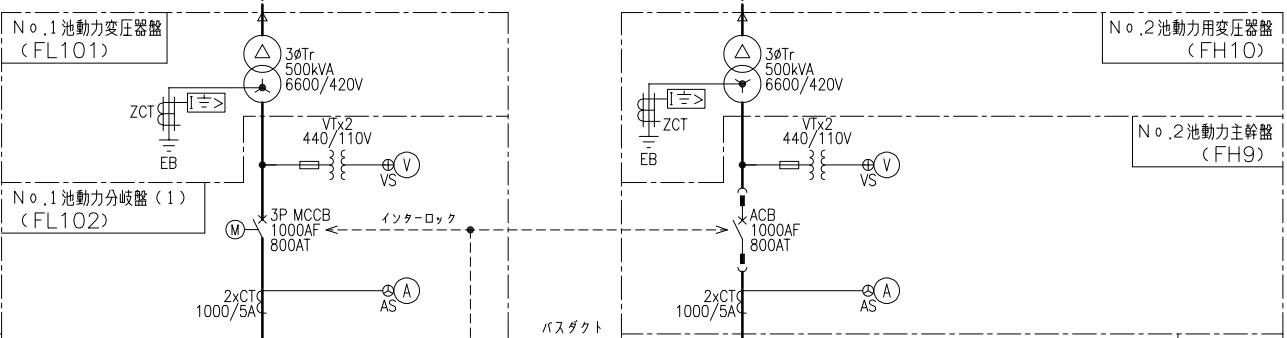 No.1池動力変圧器盤
(FL101)
3øTr
500kVA
6600/420V
I >
ZCT
EB
VTx2
440/110V
V
VS
No.1池動力分岐盤(1)
(FL102)
M
3P MCCB
1000AF
800AT
インターロック
2xCT
1000/5A
A
AS
バスダクト
No.2池動力用変圧器盤
(FH10)
3øTr
500kVA
6600/420V
I >
ZCT
EB
No.2池動力主幹盤
(FH9)
VTx2
440/110V
V
VS
ACB
1000AF
800AT
2xCT
1000/5A
A
AS